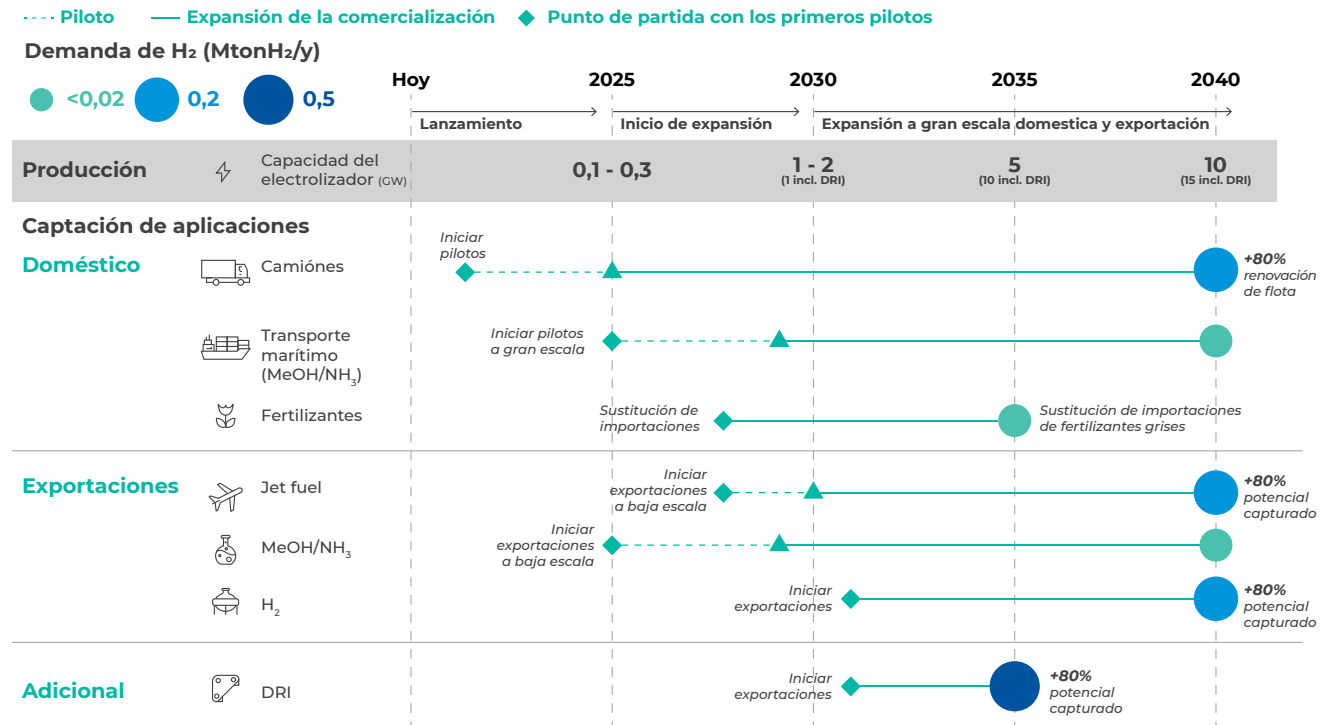 Piloto
Expansión de la comercialización
Punto de partida con los primeros pilotos
Demanda de H₂ (MtonH₂/y)
<0,02
0,2
0,5
Hoy
2025
2030
2035
2040
Lanzamiento
Inicio de expansión
Expansión a gran escala domestica y exportación
Producción
Capacidad del
electrolizador (GW)
0,1 - 0,3
1 - 2
(1 incl. DRI)
5
(10 incl. DRI)
10
(15 incl. DRI)
Captación de aplicaciones
Doméstico
Camiónes
Iniciar
pilotos
+80%
renovación
de flota
Transporte
marítimo
(MeOH/NH₃)
Iniciar pilotos
a gran escala
Fertilizantes
Sustitución de
importaciones
Sustitución de importaciones
de fertilizantes grises
Exportaciones
Jet fuel
Iniciar
exportaciones
a baja escala
+80%
potencial
capturado
MeOH/NH₃
Iniciar
exportaciones
a baja escala
H₂
Iniciar
exportaciones
+80%
potencial
capturado
Adicional
DRI
Iniciar
exportaciones
+80%
potencial
capturado